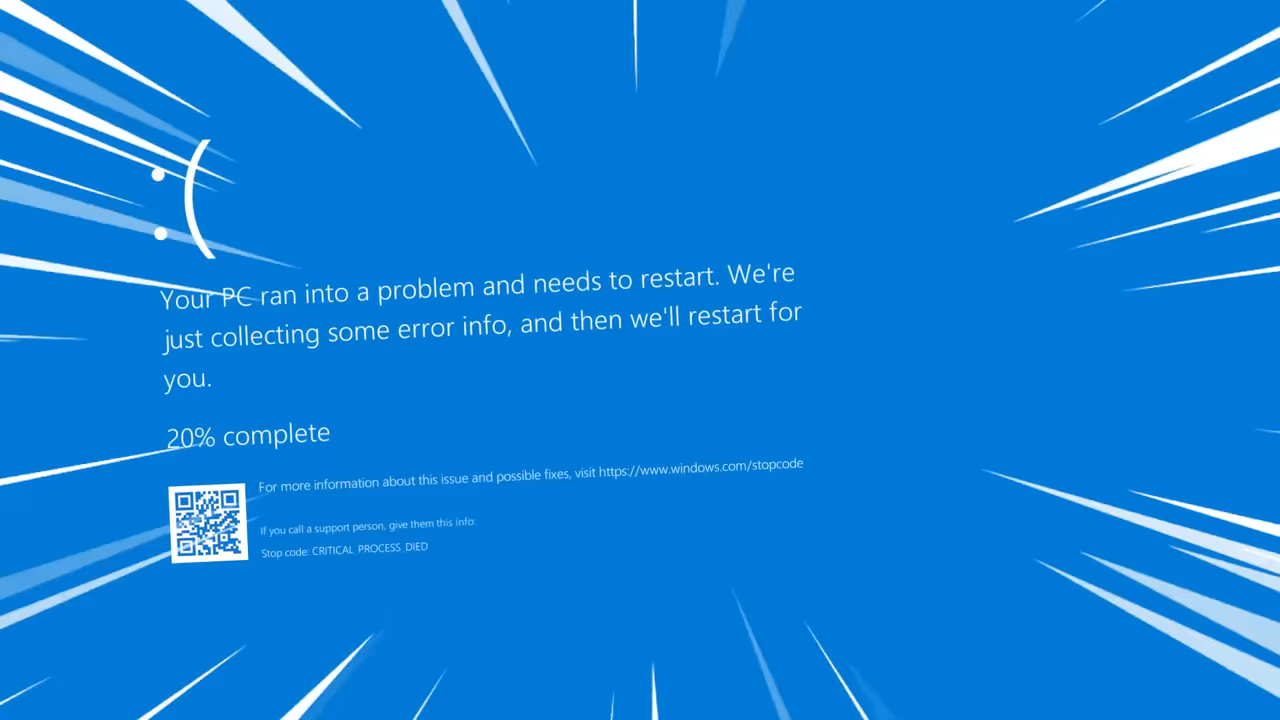 :(
Your PC ran into a problem and needs to restart. We're
just collecting some error info, and then we'll restart for
you.
20% complete
For more information about this issue and possible fixes, visit https://www.windows.com/stopcode
If you call a support person, give them this info:
Stop code: CRITICAL_PROCESS_DIED